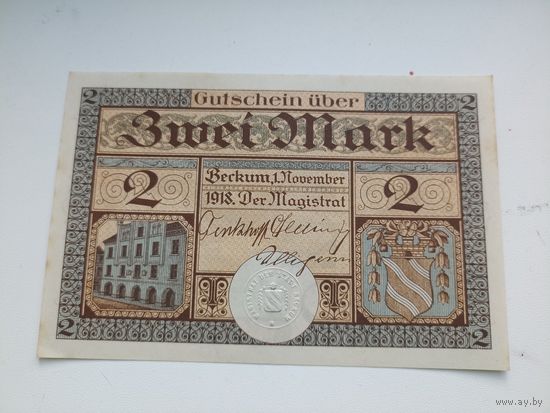 2 2
Gutschein über
Zwei Mark
2 2
Beckum, 1. November
1918. Der Magistrat
2 2
www.ay.by